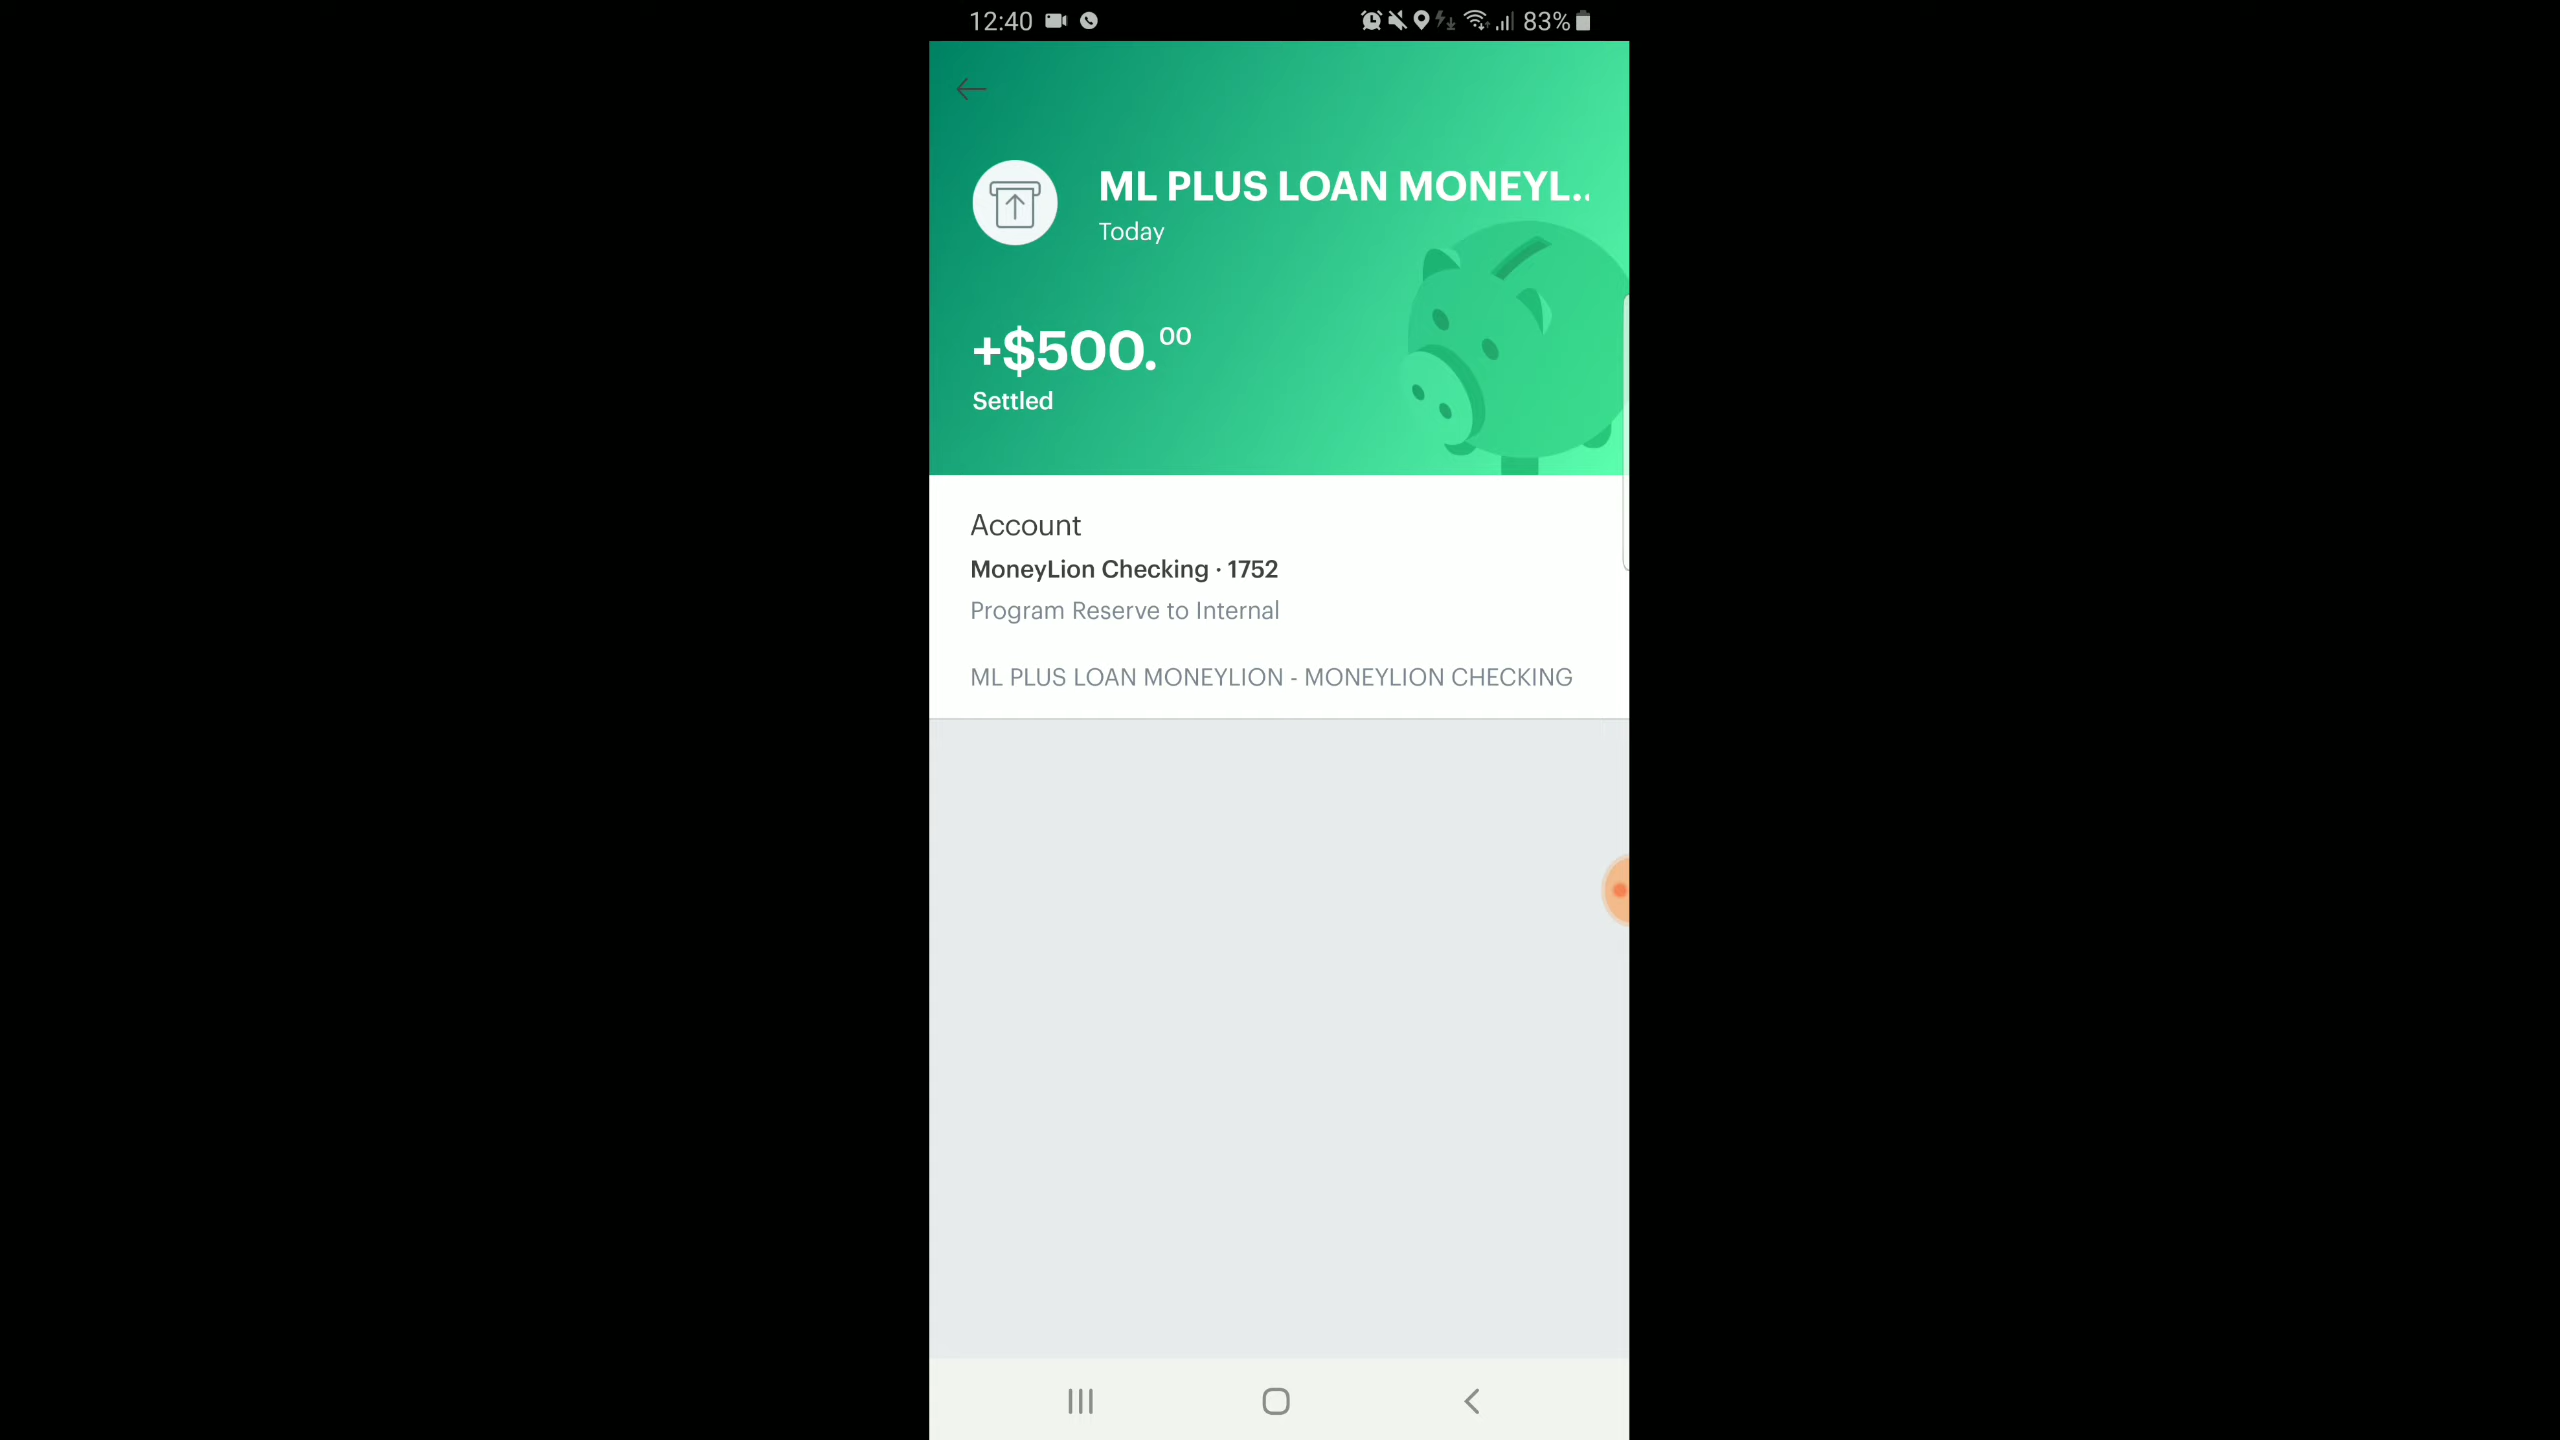 12:40
83%
ML PLUS LOAN MONEYL..
Today
+$500.00
Settled
Account
MoneyLion Checking · 1752
Program Reserve to Internal
ML PLUS LOAN MONEYLION - MONEYLION CHECKING